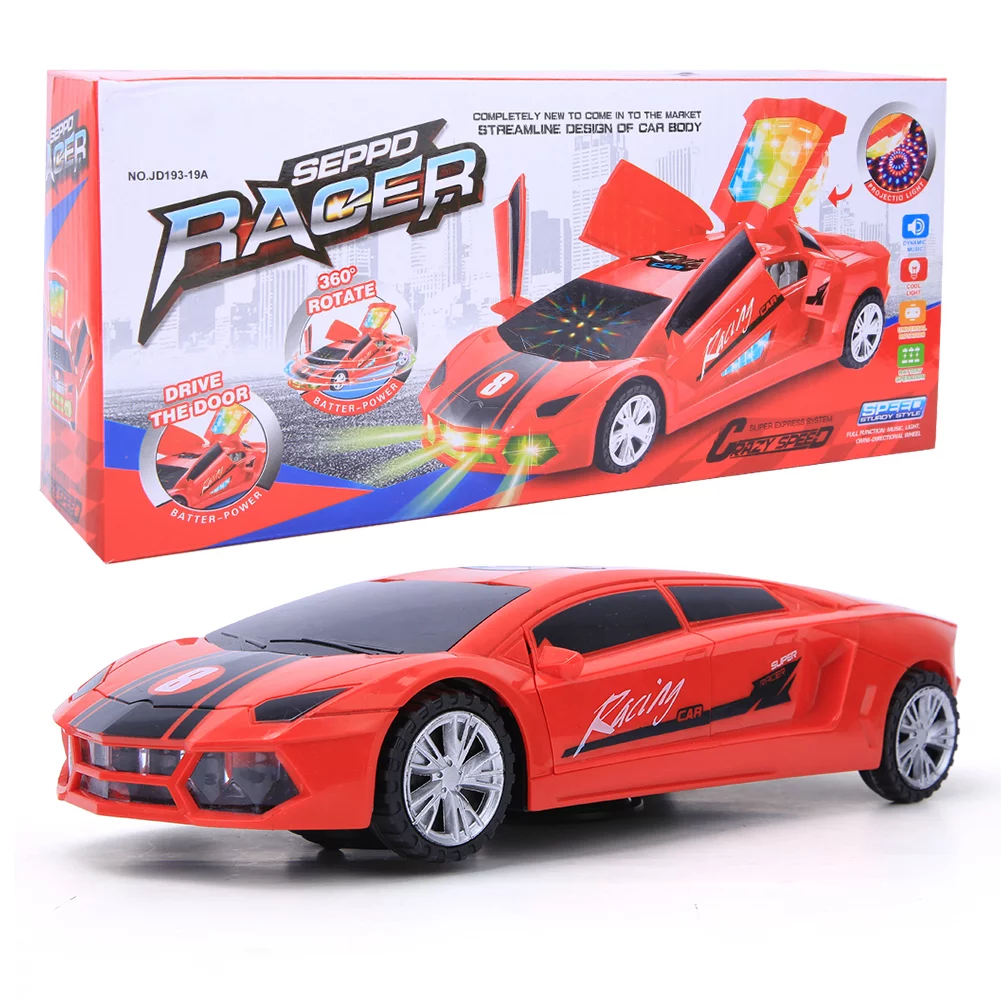 SEPPD
RACER
NO.JD193-19A
COMPLETELY NEW TO COME IN TO THE MARKET
STREAMLINE DESIGN OF CAR BODY
PROJECTIO LIGHT
DYNAMIC
MUSIC
COOL
LIGHT
360°
ROTATE
BATTER-POWER
DRIVE
THE DOOR
BATTER-POWER
CAR
Racing
CAR
8
SUPER EXPRESS SYSTEM
CRAZY SPEED
SPEED
STURDY STYLE
FULL FUNCTION: MUSIC, LIGHT,
OMNI-DIRECTIONAL WHEEL
8
Racing
CAR
SUPER
RACER